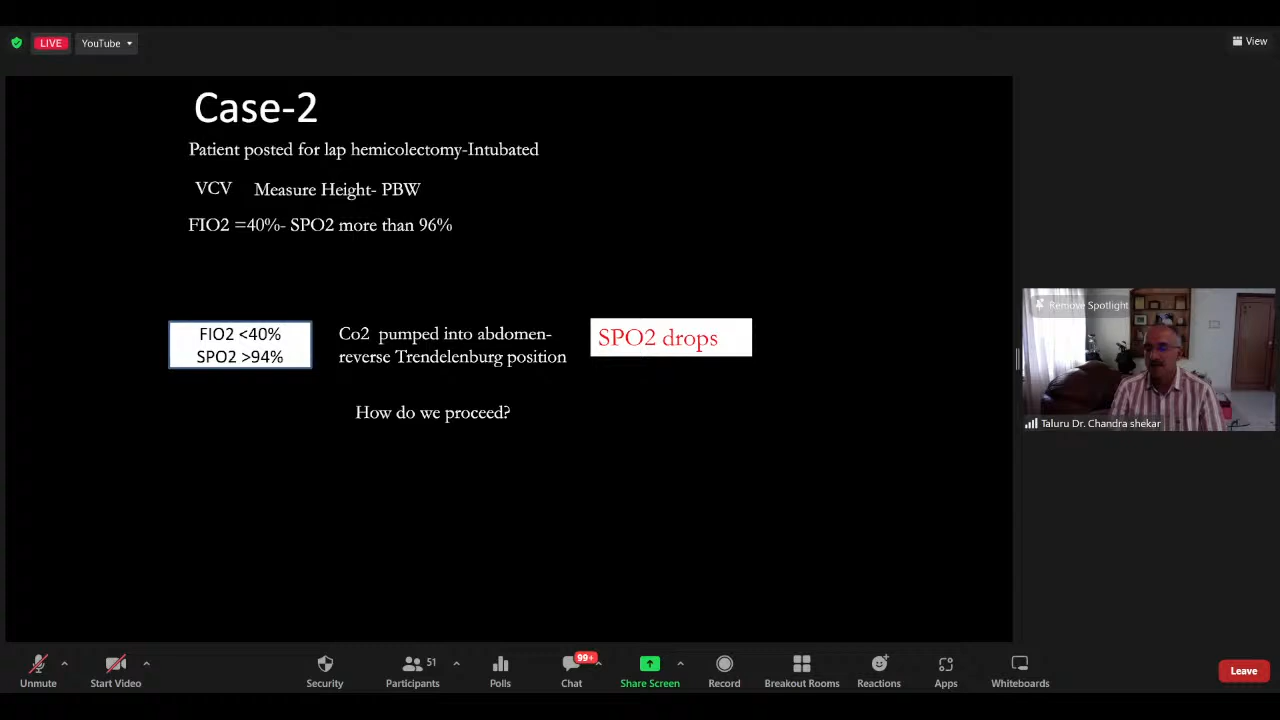 LIVE
YouTube
View
Case-2
Patient posted for lap hemicolectomy-Intubated
VCV Measure Height- PBW
FIO2 =40%- SPO2 more than 96%
FIO2 <40%
SPO2 >94%
Co2 pumped into abdomen-
reverse Trendelenburg position
SPO2 drops
How do we proceed?
Remove Spotlight
Taluru Dr. Chandra shekar
Unmute
Start Video
Security
51
Participants
Polls
99+
Chat
Share Screen
Record
Breakout Rooms
Reactions
Apps
Whiteboards
Leave